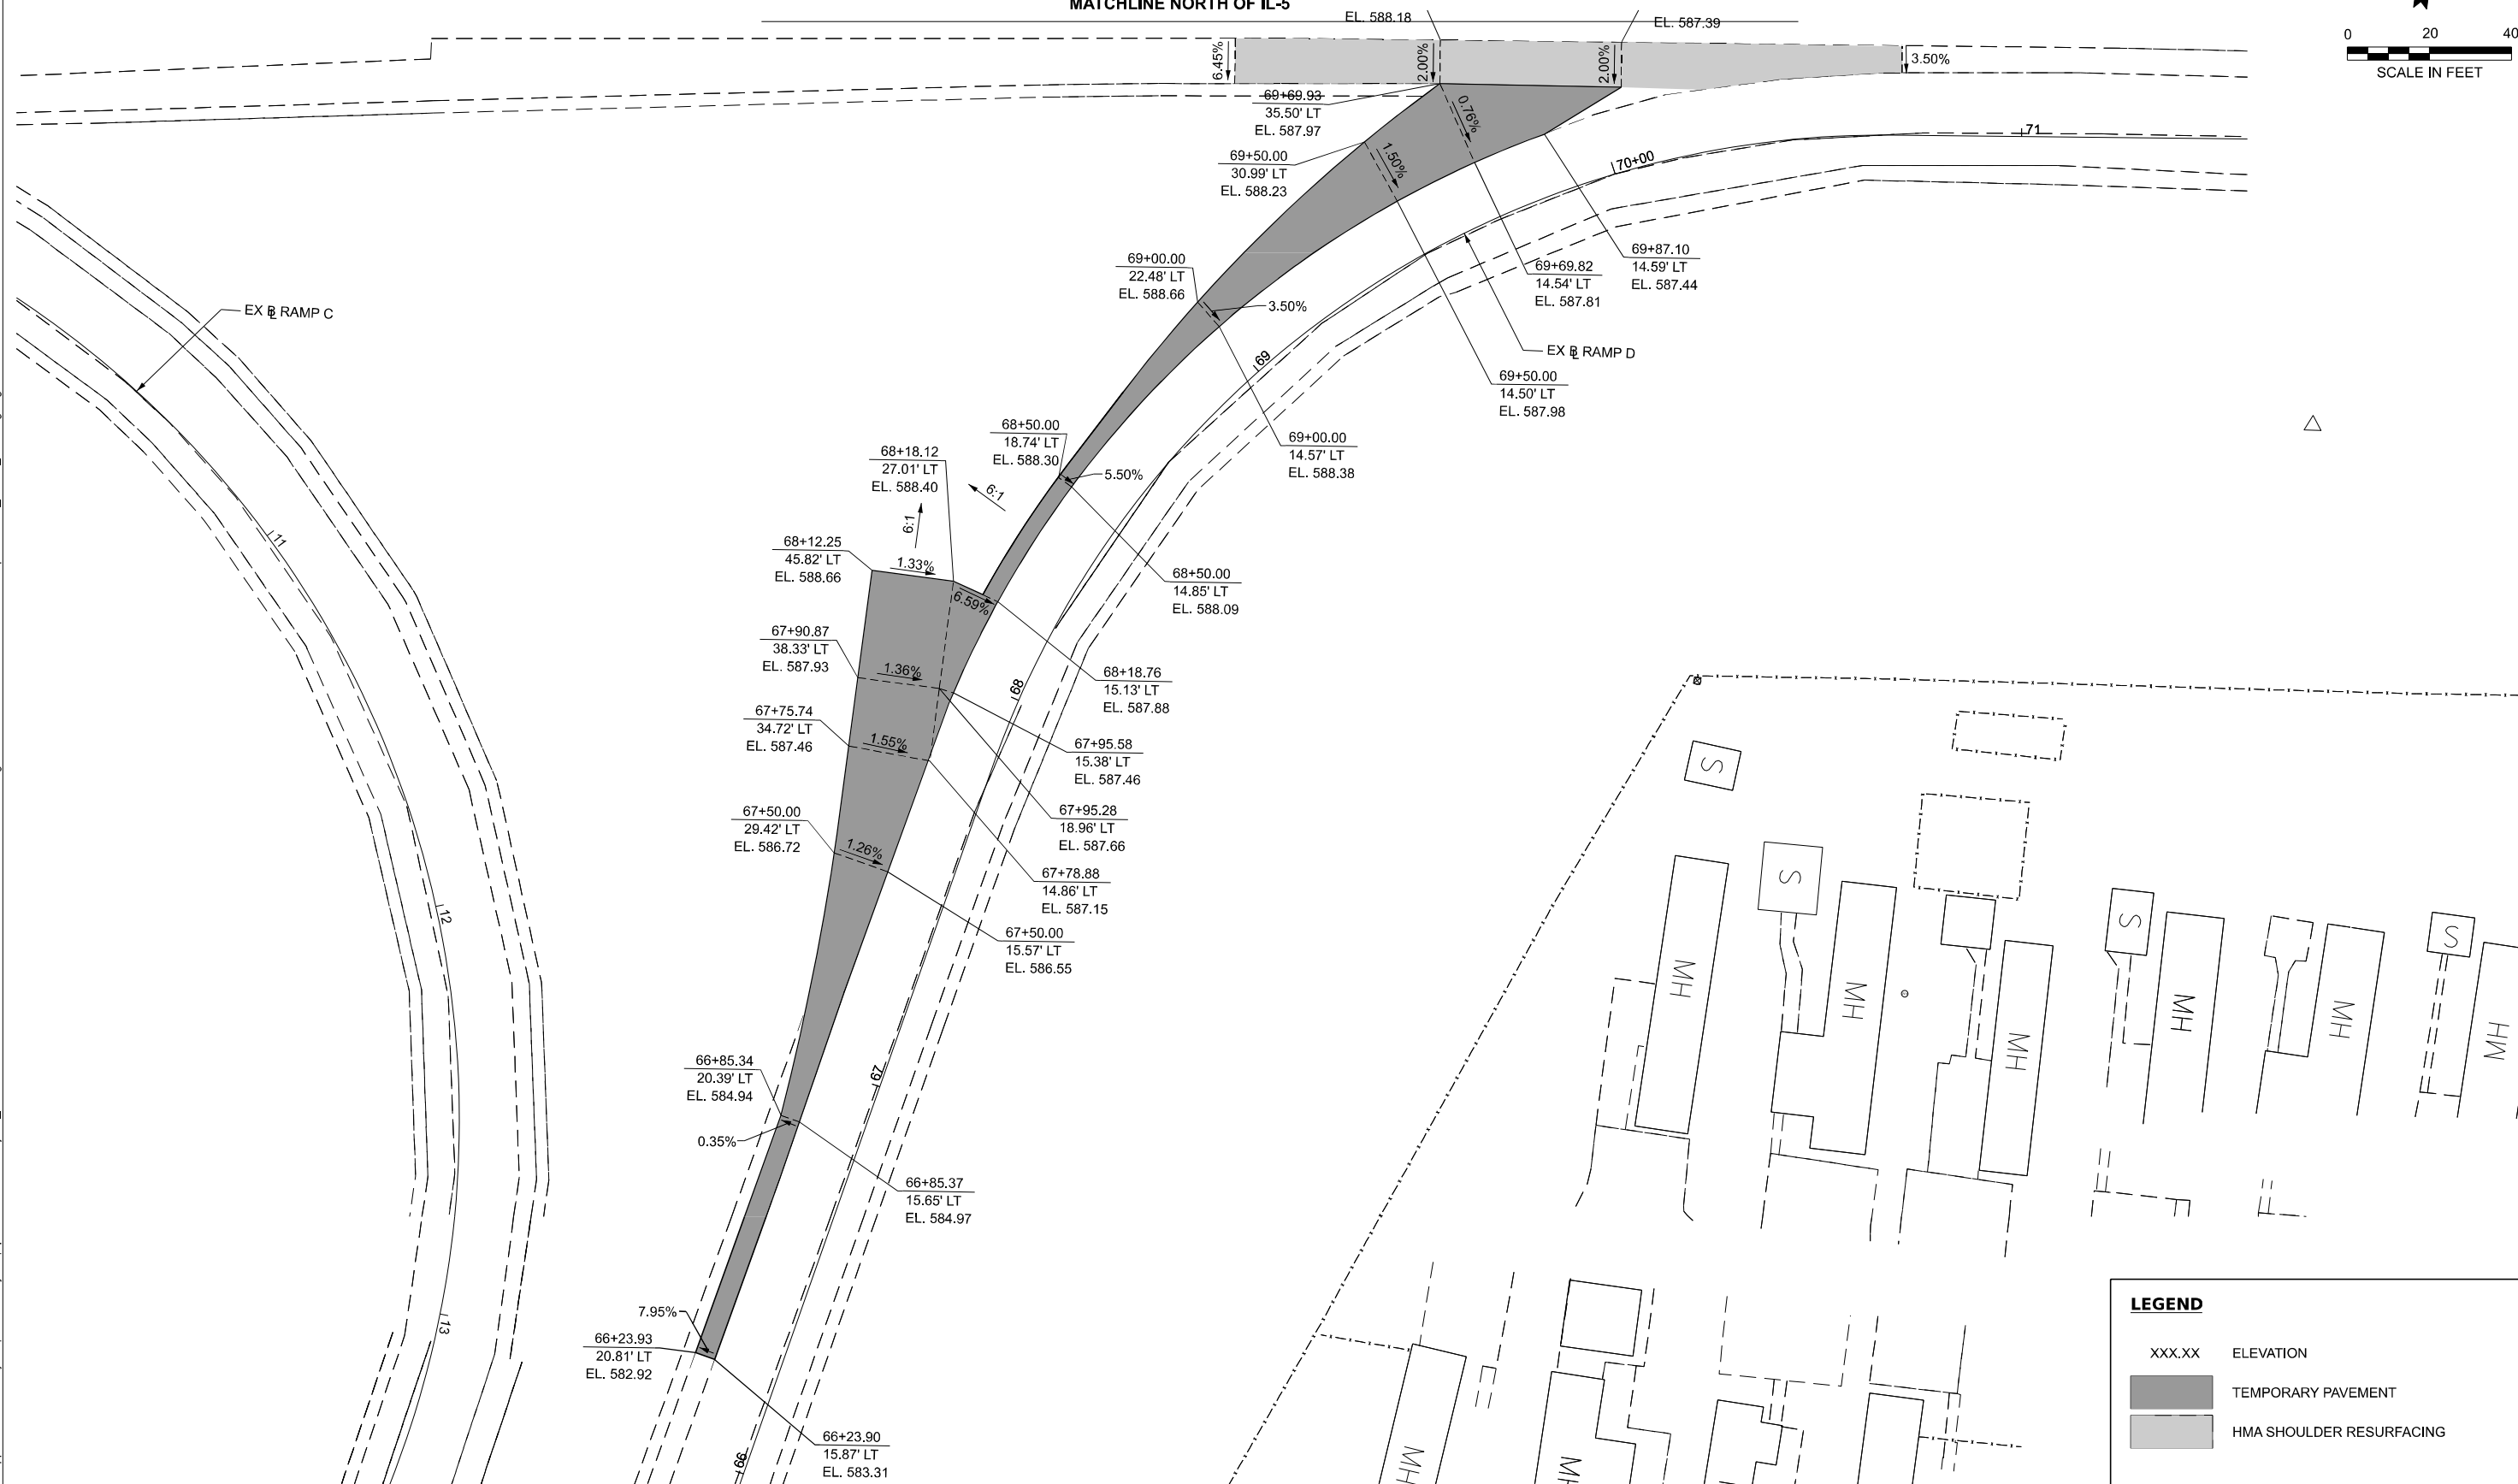 MATCHLINE NORTH OF IL-5
EL. 588.18
EL. 587.39
0 20 40
SCALE IN FEET
6.45%
2.00%
2.00%
3.50%
69+69.93
35.50' LT
EL. 587.97
0.76%
69+50.00
30.99' LT
EL. 588.23
1.50%
70+00
71
69+00.00
22.48' LT
EL. 588.66
3.50%
69+87.10
14.59' LT
EL. 587.44
69+69.82
14.54' LT
EL. 587.81
EX BL RAMP C
EX BL RAMP D
69
69+50.00
14.50' LT
EL. 587.98
68+50.00
18.74' LT
EL. 588.30
5.50%
69+00.00
14.57' LT
EL. 588.38
68+18.12
27.01' LT
EL. 588.40
6:1
6:1
11
68+12.25
45.82' LT
EL. 588.66
1.33%
6.59%
68+50.00
14.85' LT
EL. 588.09
67+90.87
38.33' LT
EL. 587.93
1.36%
68
68+18.76
15.13' LT
EL. 587.88
67+75.74
34.72' LT
EL. 587.46
1.55%
67+95.58
15.38' LT
EL. 587.46
67+50.00
29.42' LT
EL. 586.72
1.26%
67+95.28
18.96' LT
EL. 587.66
67+78.88
14.86' LT
EL. 587.15
12
67+50.00
15.57' LT
EL. 586.55
S
S
S
S
MH
MH
MH
MH
MH
MH
67
66+85.34
20.39' LT
EL. 584.94
0.35%
66+85.37
15.65' LT
EL. 584.97
13
7.95%
66+23.93
20.81' LT
EL. 582.92
66+23.90
15.87' LT
EL. 583.31
66
MH
MH
LEGEND
XXX.XX ELEVATION
TEMPORARY PAVEMENT
HMA SHOULDER RESURFACING